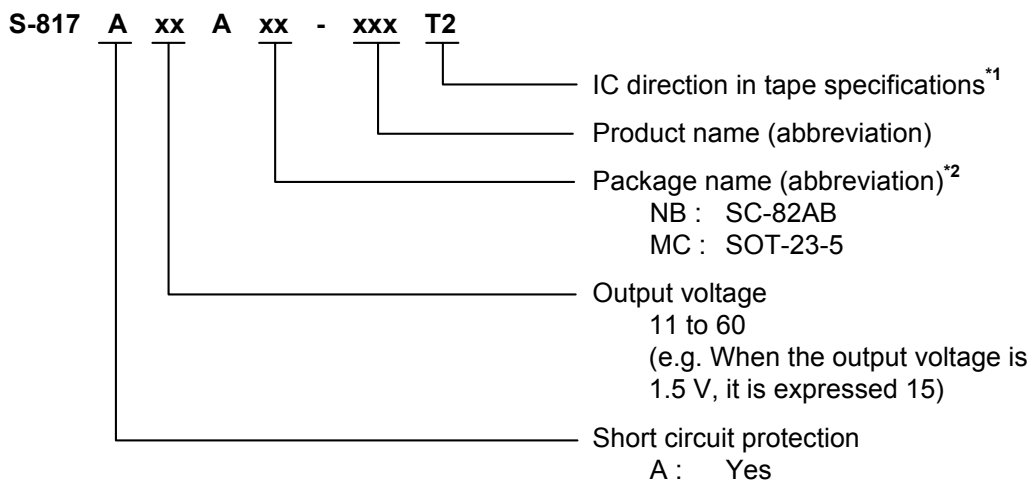 S-817 A xx A xx - xxx T2
IC direction in tape specifications*1
Product name (abbreviation)
Package name (abbreviation)*2
NB : SC-82AB
MC : SOT-23-5
Output voltage
11 to 60
(e.g. When the output voltage is
1.5 V, it is expressed 15)
Short circuit protection
A : Yes